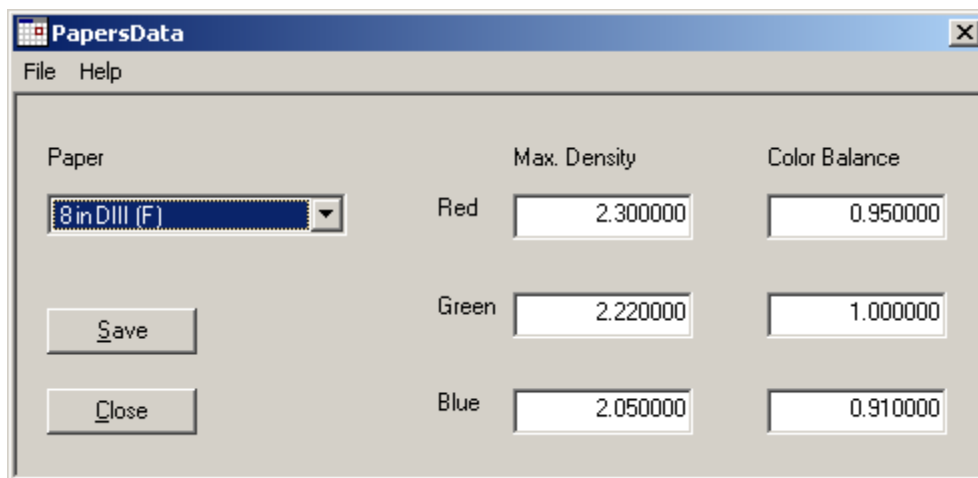 PapersData
File Help
Paper Max. Density Color Balance
8 in DIII (F) Red 2.300000 0.950000
Green 2.220000 1.000000
Save
Close Blue 2.050000 0.910000